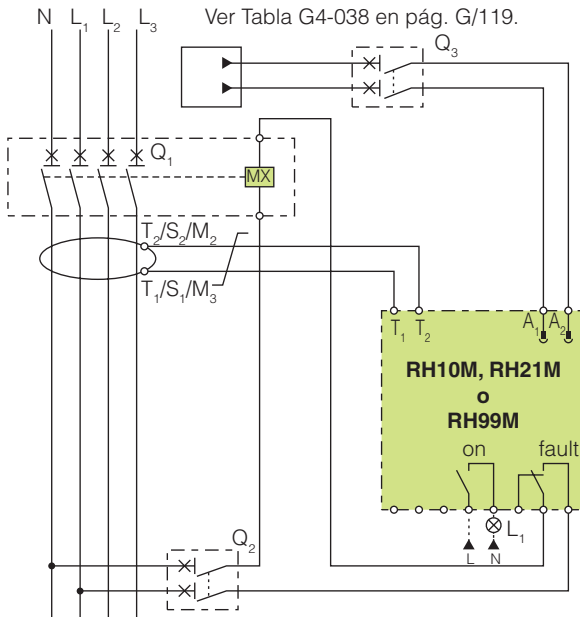 Ver Tabla G4-038 en pág. G/119.
N L₁ L₂ L₃
Q₃
Q₁
MX
T₂/S₂/M₂
T₁/S₁/M₃
T₁ T₂ A₁ A₂
RH10M, RH21M
o
RH99M
on fault
L₁
L N
Q₂